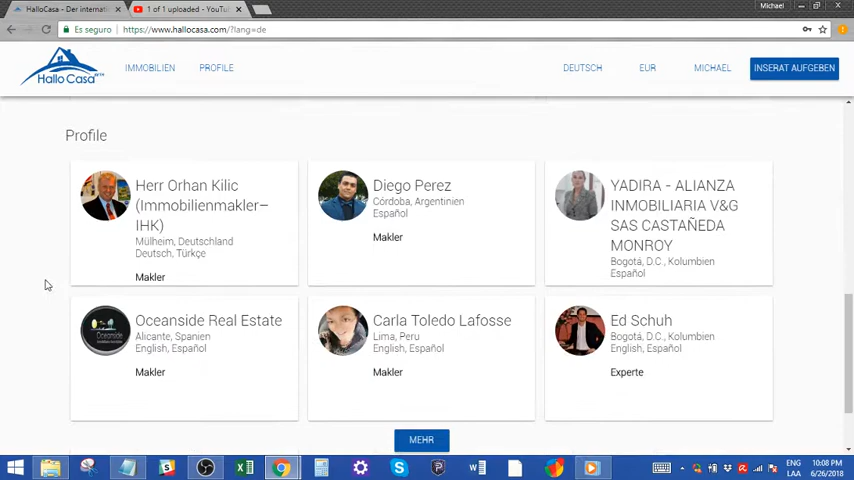 HalloCasa - Der internati
1 of 1 uploaded - YouTu
Michael
Es seguro
https://www.hallocasa.com/?lang=de
Hallo Casa
IMMOBILIEN
PROFILE
DEUTSCH
EUR
MICHAEL
INSERAT AUFGEBEN
Profile
Herr Orhan Kilic
(Immobilienmakler–
IHK)
Mülheim, Deutschland
Deutsch, Türkçe
Makler
Diego Perez
Córdoba, Argentinien
Español
Makler
YADIRA - ALIANZA
INMOBILIARIA V&G
SAS CASTAÑEDA
MONROY
Bogotá, D.C., Kolumbien
Español
Oceanside Real Estate
Alicante, Spanien
English, Español
Makler
Carla Toledo Lafosse
Lima, Peru
English, Español
Makler
Ed Schuh
Bogotá, D.C., Kolumbien
English, Español
Experte
MEHR
ENG
LAA
10:08 PM
6/26/2018